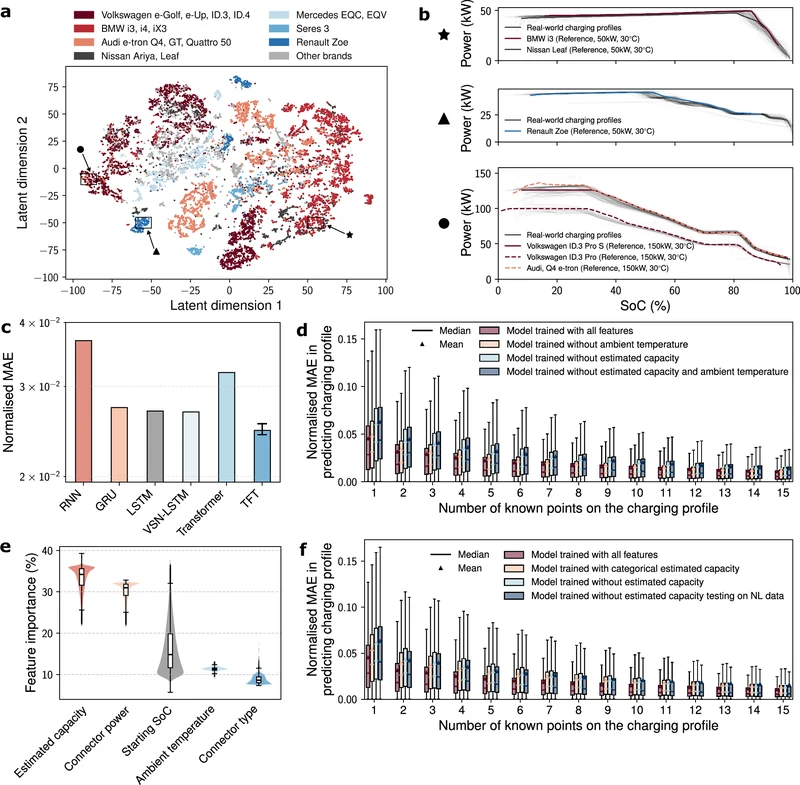 a
Volkswagen e-Golf, e-Up, ID.3, ID.4
BMW i3, i4, iX3
Audi e-tron Q4, GT, Quattro 50
Nissan Ariya, Leaf
Mercedes EQC, EQV
Seres 3
Renault Zoe
Other brands
Latent dimension 2
75
50
25
0
−25
−50
−75
−100
−100
−75
−50
−25
0
25
50
75
100
Latent dimension 1
b
Power (kW)
50
0
Real-world charging profiles
BMW i3 (Reference, 50kW, 30°C)
Nissan Leaf (Reference, 50kW, 30°C)
Power (kW)
25
0
Real-world charging profiles
Renault Zoe (Reference, 50kW, 30°C)
Power (kW)
150
100
50
0
Real-world charging profiles
Volkswagen ID.3 Pro S (Reference, 150kW, 30°C)
Volkswagen ID.3 Pro (Reference, 150kW, 30°C)
Audi, Q4 e-tron (Reference, 150kW, 30°C)
0
20
40
60
80
100
SoC (%)
c
Normalised MAE
4 × 10−2
3 × 10−2
2 × 10−2
RNN
GRU
LSTM
VSN-LSTM
Transformer
TFT
d
Normalised MAE in
predicting charging profile
0.15
0.10
0.05
0.00
Median
Mean
Model trained with all features
Model trained without ambient temperature
Model trained without estimated capacity
Model trained without estimated capacity and ambient temperature
1 2 3 4 5 6 7 8 9 10 11 12 13 14 15
Number of known points on the charging profile
e
Feature importance (%)
40
30
20
10
Estimated capacity
Connector power
Starting SoC
Ambient temperature
Connector type
f
Normalised MAE in
predicting charging profile
0.15
0.10
0.05
0.00
Median
Mean
Model trained with all features
Model trained with categorical estimated capacity
Model trained without estimated capacity
Model trained without estimated capacity testing on NL data
1 2 3 4 5 6 7 8 9 10 11 12 13 14 15
Number of known points on the charging profile